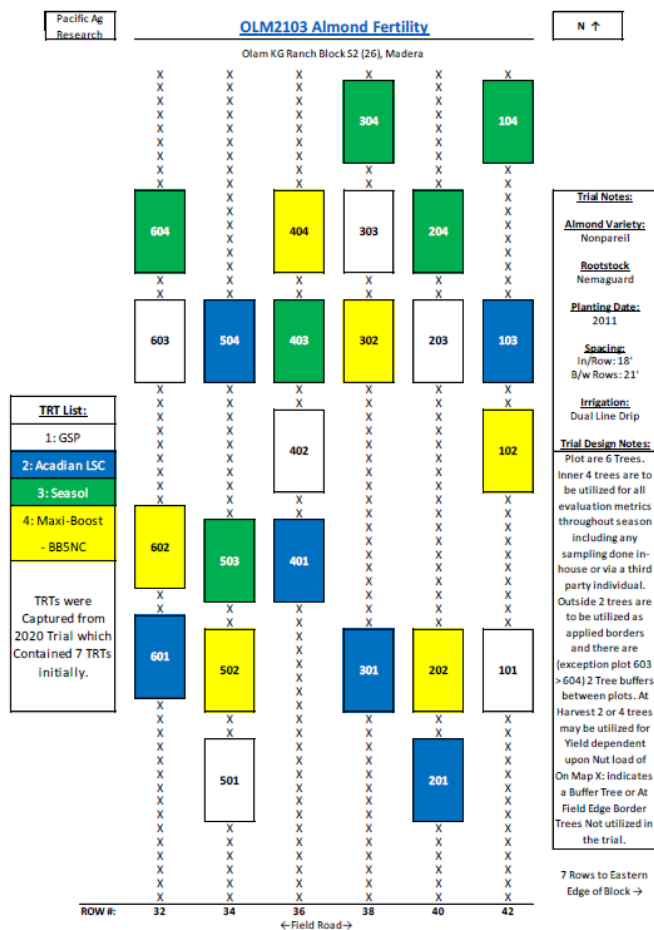 Pacific Ag
Research
OLM2103 Almond Fertility
N ↑
Olam KG Ranch Block S2 (26), Madera
X X X X X X
X X X X
X X X X
X X X X
X X X X
X X X X
X X X X
X X X X
X X X X
304 104
X X X X X X
X X
X X
X X
X X
X X
X X
X X
604 404 303 204
X X X X X X
X X X X X X
603 504 403 302 203 103
X X X X X X
X X X X X X
X X X X
X X X X
X X X X
X X X X
X X X X
X X X X
402 102
X X X X X X
X X X X X X
602 503 401
X X X X X X
X X X X X X
601 502 301 202 101
X X X X X X
X X X X X X
501 201
X X X X X X
X X X X X X
X X X X X X
X X X X X X
X X X X X X
X X X X X X
ROW #: 32 34 36 38 40 42
←Field Road→
TRT List:
1: GSP
2: Acadian LSC
3: Seasol
4: Maxi-Boost
- BB5NC
TRTs were
Captured from
2020 Trial which
Contained 7 TRTs
initially.
Trial Notes:
Almond Variety:
Nonpareil
Rootstock
Nemaguard
Planting Date:
2011
Spacing:
In/Row: 18'
B/w Rows: 21'
Irrigation:
Dual Line Drip
Trial Design Notes:
Plot are 6 Trees.
Inner 4 trees are to
be utilized for all
evaluation metrics
throughout season
including any
sampling done in-
house or via a third
party individual.
Outside 2 trees are
to be utilized as
applied borders
and there are
(exception plot 603
>604) 2 Tree buffers
between plots. At
Harvest 2 or 4 trees
may be utilized for
Yield dependent
upon Nut load of
On Map X: indicates
a Buffer Tree or At
Field Edge Border
Trees Not utilized in
the trial.
7 Rows to Eastern
Edge of Block →